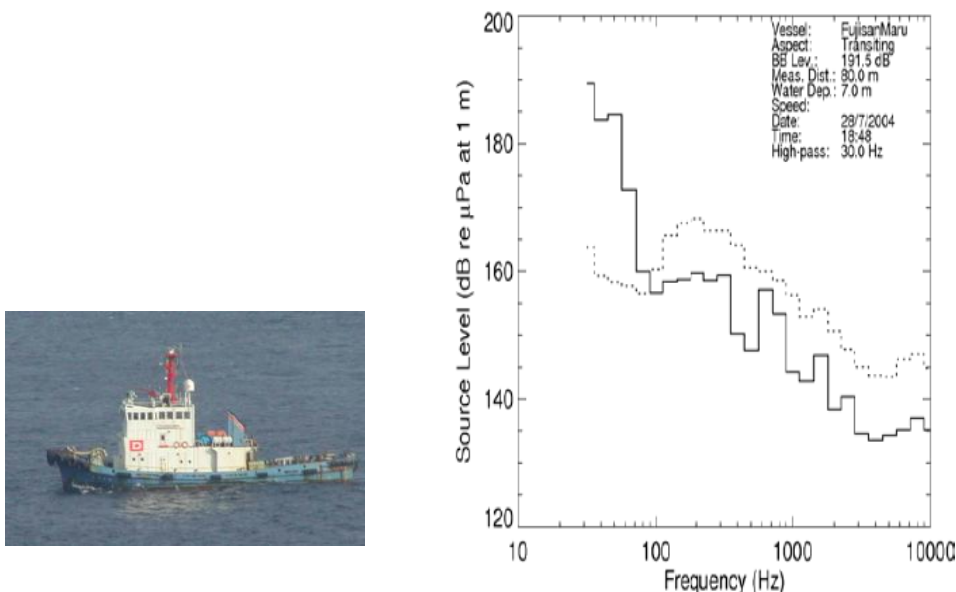 200
180
160
140
120
10
100
1000
10000
Source Level (dB re µPa at 1 m)
Frequency (Hz)
Vessel: FujisanMaru
Aspect: Transiting
BB Lev.: 191.5 dB
Meas. Dist.: 80.0 m
Water Dep.: 7.0 m
Speed:
Date: 28/7/2004
Time: 18:48
High-pass: 30.0 Hz